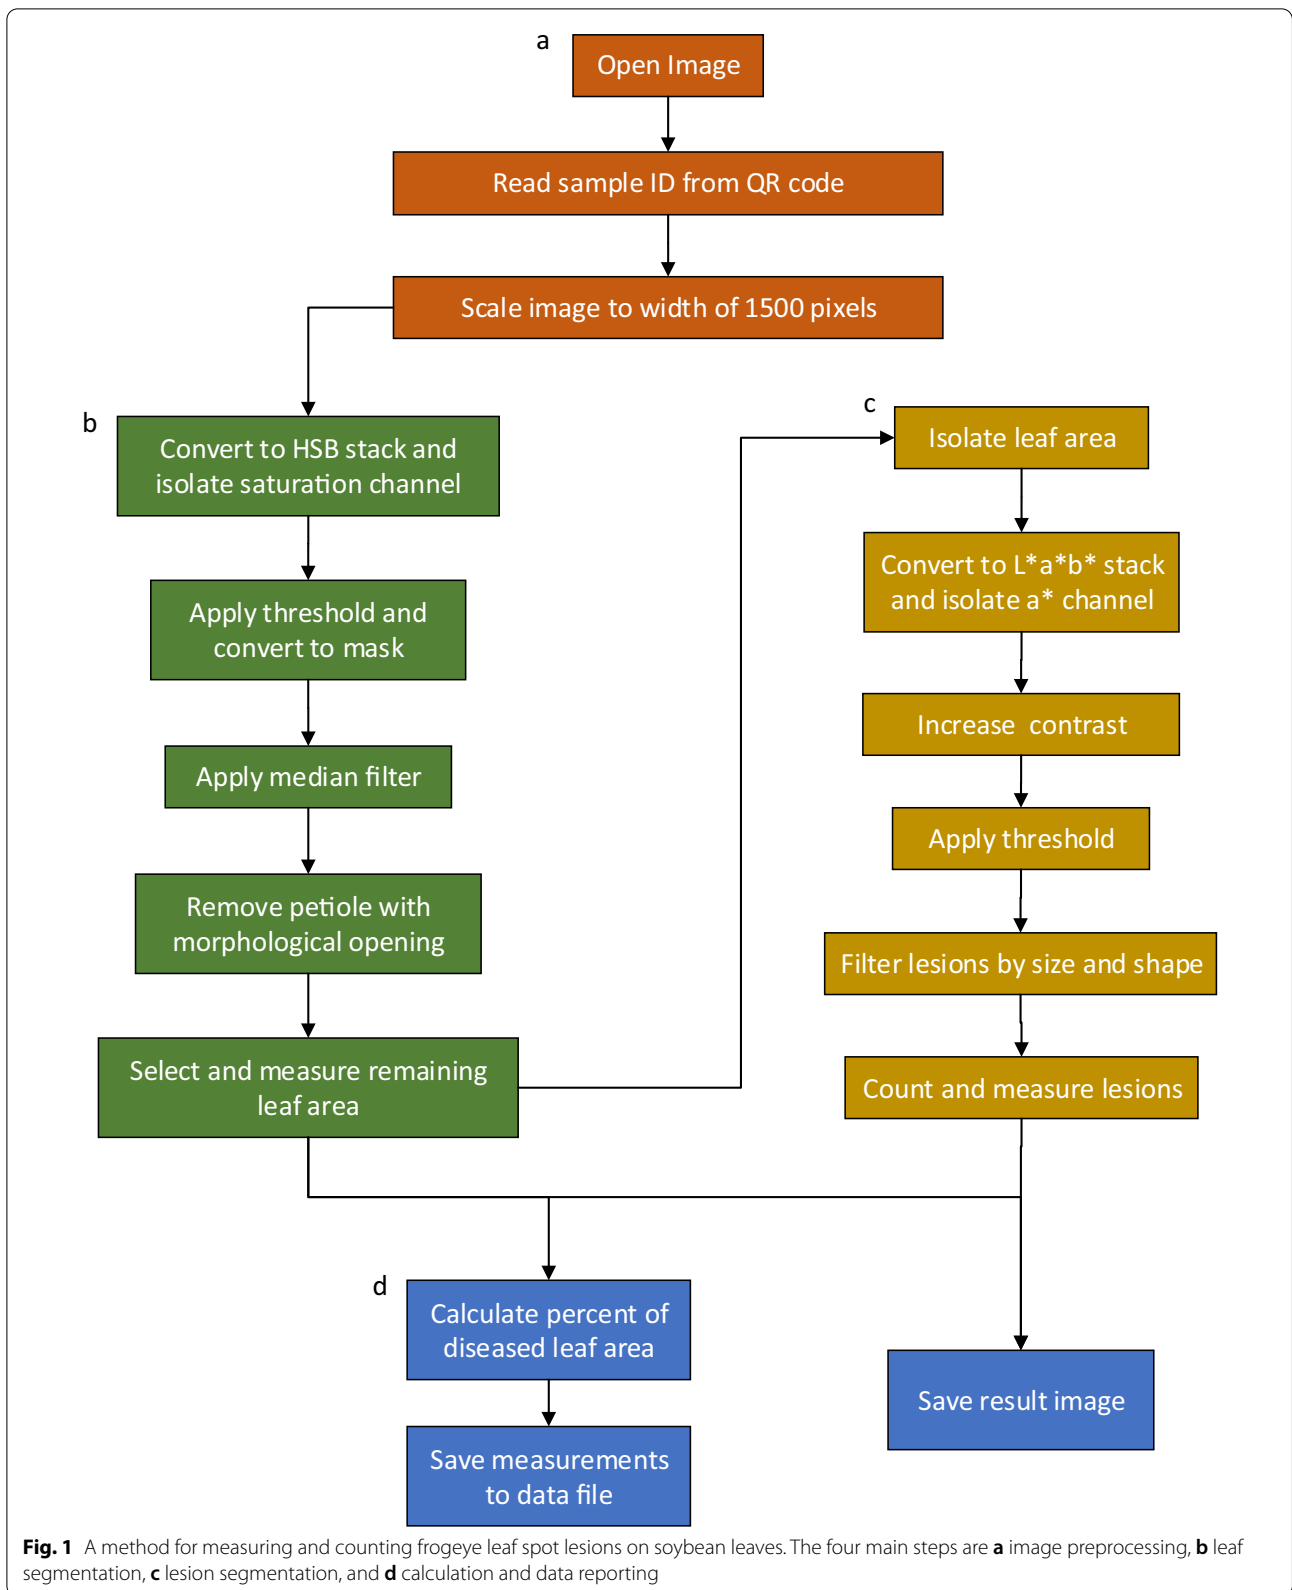 a
Open Image
Read sample ID from QR code
Scale image to width of 1500 pixels
b
Convert to HSB stack and
isolate saturation channel
Apply threshold and
convert to mask
Apply median filter
Remove petiole with
morphological opening
Select and measure remaining
leaf area
c
Isolate leaf area
Convert to L*a*b* stack
and isolate a* channel
Increase contrast
Apply threshold
Filter lesions by size and shape
Count and measure lesions
d
Calculate percent of
diseased leaf area
Save measurements
to data file
Save result image
Fig. 1 A method for measuring and counting frogeye leaf spot lesions on soybean leaves. The four main steps are a image preprocessing, b leaf
segmentation, c lesion segmentation, and d calculation and data reporting